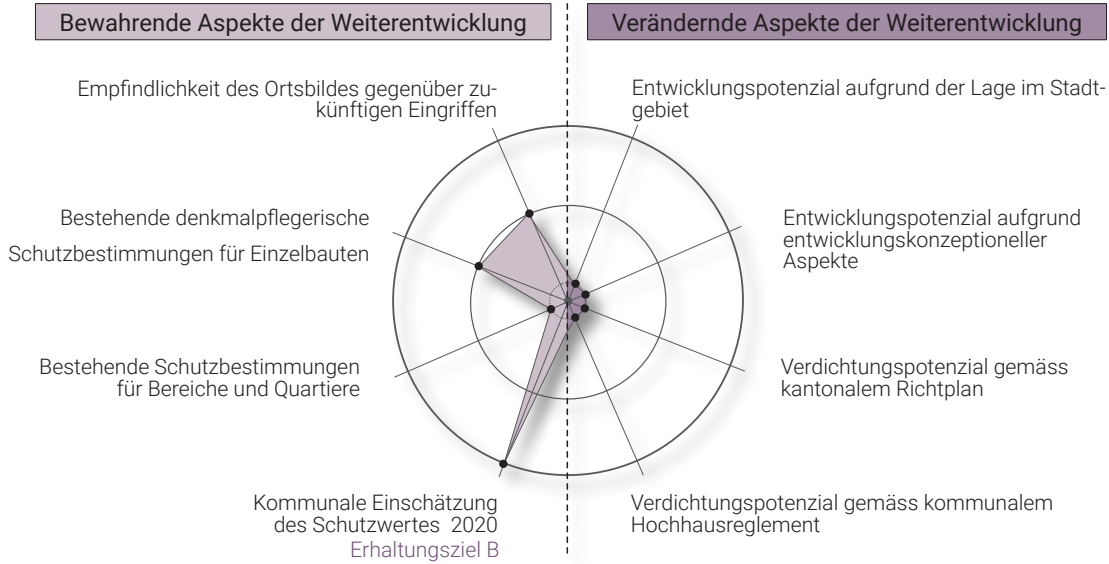 Bewahrende Aspekte der Weiterentwicklung
Verändernde Aspekte der Weiterentwicklung
Empfindlichkeit des Ortsbildes gegenüber zu-
künftigen Eingriffen
Entwicklungspotenzial aufgrund der Lage im Stadt-
gebiet
Bestehende denkmalpflegerische
Schutzbestimmungen für Einzelbauten
Entwicklungspotenzial aufgrund
entwicklungskonzeptioneller
Aspekte
Bestehende Schutzbestimmungen
für Bereiche und Quartiere
Verdichtungspotenzial gemäss
kantonalem Richtplan
Kommunale Einschätzung
des Schutzwertes 2020
Erhaltungsziel B
Verdichtungspotenzial gemäss kommunalem
Hochhausreglement